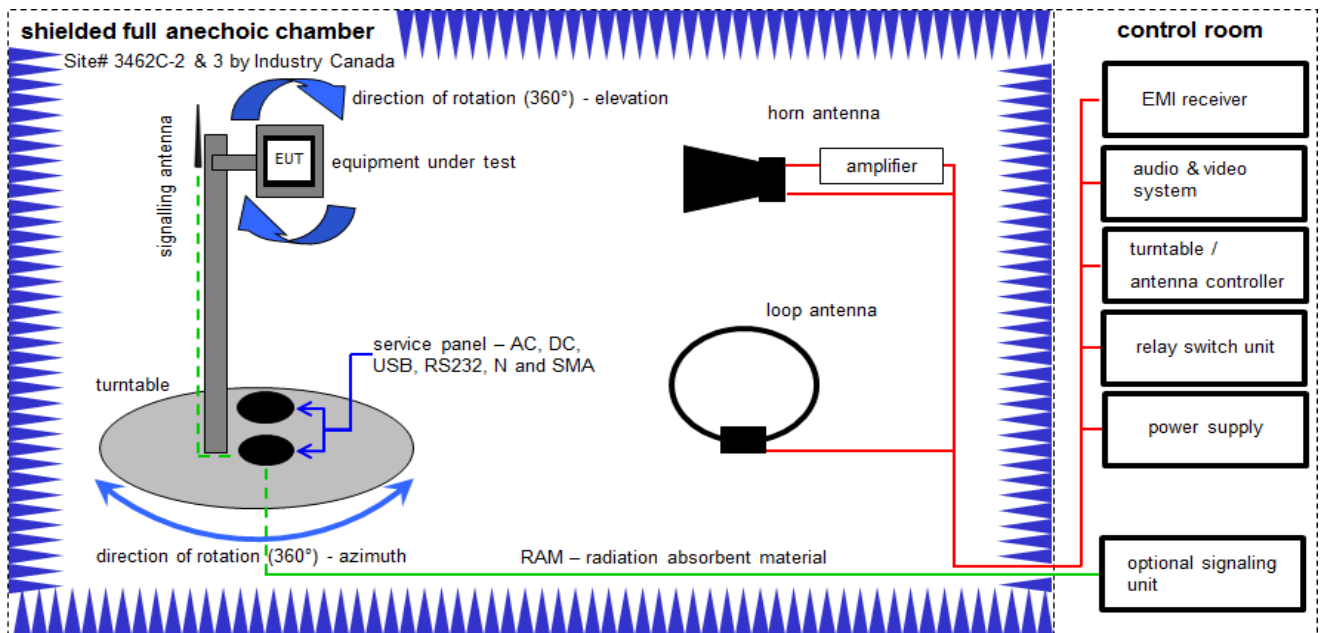 shielded full anechoic chamber
Site# 3462C-2 & 3 by Industry Canada
direction of rotation (360°) - elevation
signalling antenna
EUT
equipment under test
horn antenna
amplifier
loop antenna
service panel – AC, DC,
USB, RS232, N and SMA
turntable
direction of rotation (360°) - azimuth
RAM – radiation absorbent material
control room
EMI receiver
audio & video
system
turntable /
antenna controller
relay switch unit
power supply
optional signaling
unit